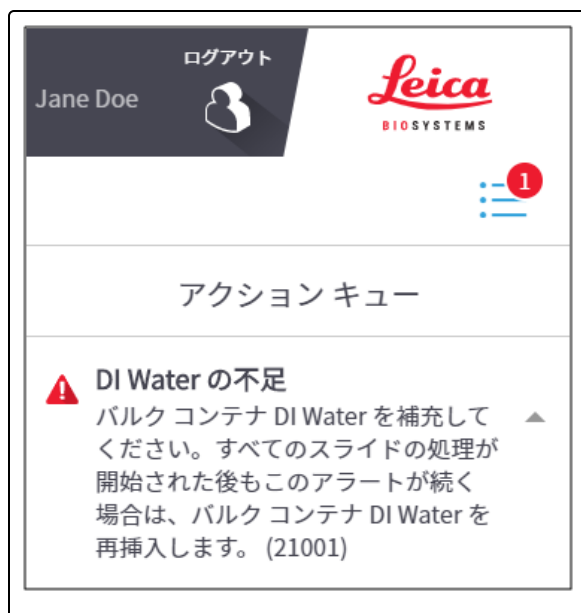 ログアウト
Jane Doe
Leica
BIOSYSTEMS
1
アクション キュー
DI Water の不足
バルク コンテナ DI Water を補充して
ください。すべてのスライドの処理が
開始された後もこのアラートが続く
場合は、バルク コンテナ DI Water を
再挿入します。 (21001)